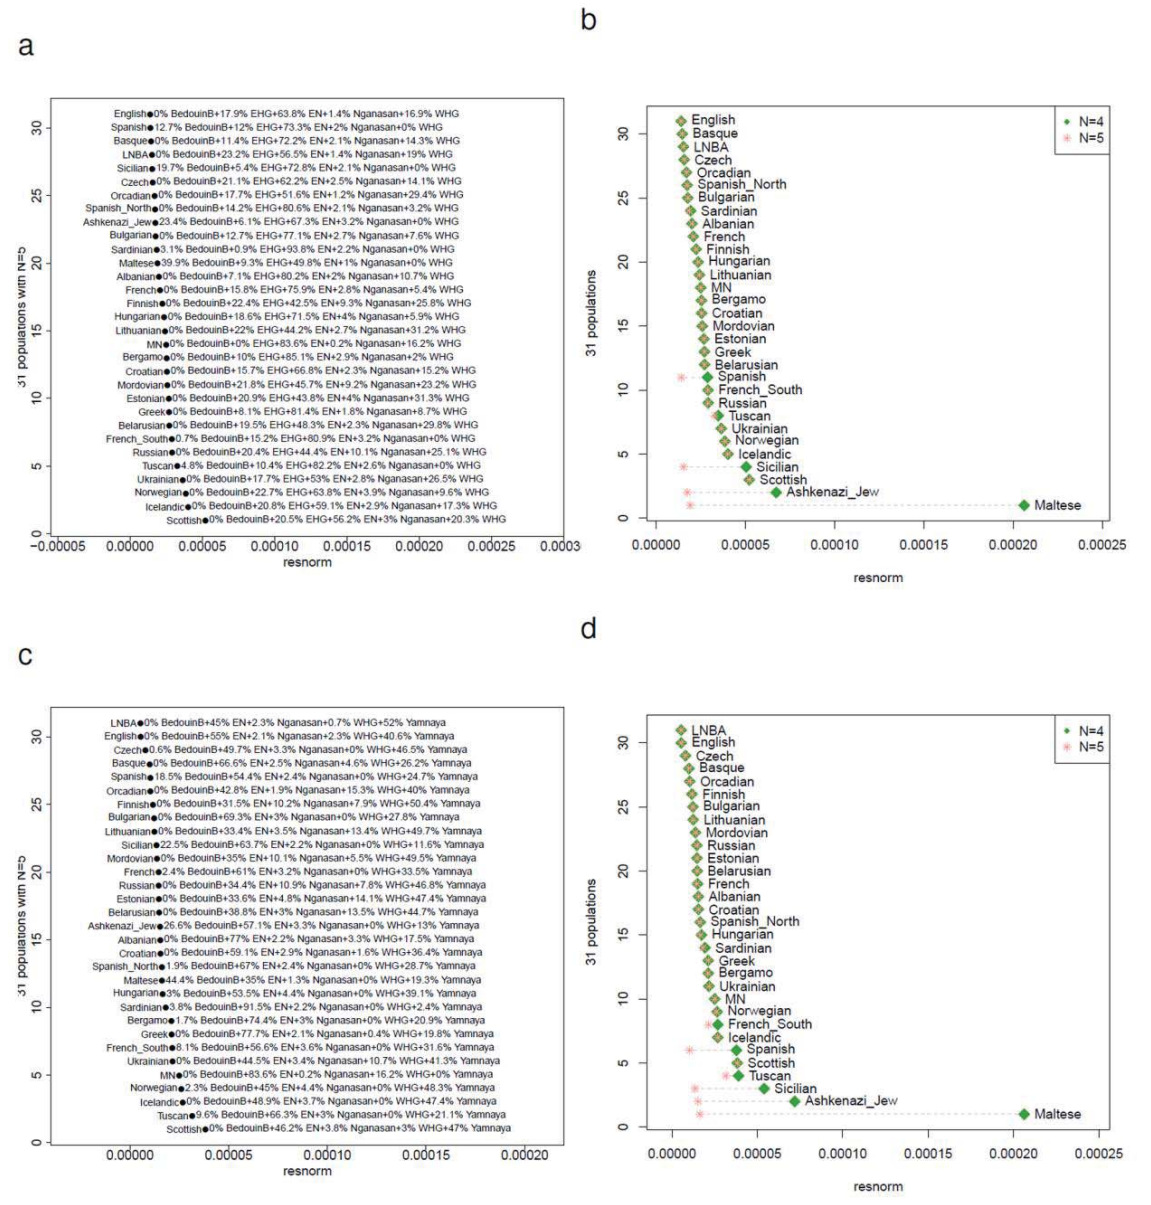 a
English 0% BedouinB+17.9% EHG+63.8% EN+1.4% Nganasan+16.9% WHG
Spanish 12.7% BedouinB+12% EHG+73.3% EN+2% Nganasan+0% WHG
Basque 0% BedouinB+11.4% EHG+72.2% EN+2.1% Nganasan+14.3% WHG
LNBA 0% BedouinB+23.2% EHG+56.5% EN+1.4% Nganasan+19% WHG
Sicilian 19.7% BedouinB+5.4% EHG+72.8% EN+2.1% Nganasan+0% WHG
Czech 0% BedouinB+21.1% EHG+62.2% EN+2.5% Nganasan+14.1% WHG
Orcadian 0% BedouinB+17.7% EHG+51.6% EN+1.2% Nganasan+29.4% WHG
Spanish_North 0% BedouinB+14.2% EHG+80.6% EN+2.1% Nganasan+3.2% WHG
Ashkenazi_Jew 23.4% BedouinB+6.1% EHG+67.3% EN+3.2% Nganasan+0% WHG
Bulgarian 0% BedouinB+12.7% EHG+77.1% EN+2.7% Nganasan+7.6% WHG
Sardinian 3.1% BedouinB+0.9% EHG+93.8% EN+2.2% Nganasan+0% WHG
Maltese 39.9% BedouinB+9.3% EHG+49.8% EN+1% Nganasan+0% WHG
Albanian 0% BedouinB+7.1% EHG+80.2% EN+2% Nganasan+10.7% WHG
French 0% BedouinB+15.8% EHG+75.9% EN+2.8% Nganasan+5.4% WHG
Finnish 0% BedouinB+22.4% EHG+42.5% EN+9.3% Nganasan+25.8% WHG
Hungarian 0% BedouinB+18.6% EHG+71.5% EN+4% Nganasan+5.9% WHG
Lithuanian 0% BedouinB+22% EHG+44.2% EN+2.7% Nganasan+31.2% WHG
MN 0% BedouinB+0% EHG+83.6% EN+0.2% Nganasan+16.2% WHG
Bergamo 0% BedouinB+10% EHG+85.1% EN+2.9% Nganasan+2% WHG
Croatian 0% BedouinB+15.7% EHG+66.8% EN+2.3% Nganasan+15.2% WHG
Mordovian 0% BedouinB+21.8% EHG+45.7% EN+9.2% Nganasan+23.2% WHG
Estonian 0% BedouinB+20.9% EHG+43.8% EN+4% Nganasan+31.3% WHG
Greek 0% BedouinB+8.1% EHG+81.4% EN+1.8% Nganasan+8.7% WHG
Belarusian 0% BedouinB+19.5% EHG+48.3% EN+2.3% Nganasan+29.8% WHG
French_South 0.7% BedouinB+15.2% EHG+80.9% EN+3.2% Nganasan+0% WHG
Russian 0% BedouinB+20.4% EHG+44.4% EN+10.1% Nganasan+25.1% WHG
Tuscan 4.8% BedouinB+10.4% EHG+82.2% EN+2.6% Nganasan+0% WHG
Ukrainian 0% BedouinB+17.7% EHG+53% EN+2.8% Nganasan+26.5% WHG
Norwegian 0% BedouinB+22.7% EHG+63.8% EN+3.9% Nganasan+9.6% WHG
Icelandic 0% BedouinB+20.8% EHG+59.1% EN+2.9% Nganasan+17.3% WHG
Scottish 0% BedouinB+20.5% EHG+56.2% EN+3% Nganasan+20.3% WHG
31 populations with N=5
30
25
20
15
10
5
0
−0.00005 0.00000 0.00005 0.00010 0.00015 0.00020 0.00025 0.0003
resnorm
b
N=4
N=5
English
Basque
LNBA
Czech
Orcadian
Spanish_North
Bulgarian
Sardinian
Albanian
French
Finnish
Hungarian
Lithuanian
MN
Bergamo
Croatian
Mordovian
Estonian
Greek
Belarusian
Spanish
French_South
Russian
Tuscan
Ukrainian
Norwegian
Icelandic
Sicilian
Scottish
Ashkenazi_Jew
Maltese
31 populations
30
25
20
15
10
5
0
0.00000 0.00005 0.00010 0.00015 0.00020 0.00025
resnorm
c
LNBA 0% BedouinB+45% EN+2.3% Nganasan+0.7% WHG+52% Yamnaya
English 0% BedouinB+55% EN+2.1% Nganasan+2.3% WHG+40.6% Yamnaya
Czech 0.6% BedouinB+49.7% EN+3.3% Nganasan+0% WHG+46.5% Yamnaya
Basque 0% BedouinB+66.6% EN+2.5% Nganasan+4.6% WHG+26.2% Yamnaya
Spanish 18.5% BedouinB+54.4% EN+2.4% Nganasan+0% WHG+24.7% Yamnaya
Orcadian 0% BedouinB+42.8% EN+1.9% Nganasan+15.3% WHG+40% Yamnaya
Finnish 0% BedouinB+31.5% EN+10.2% Nganasan+7.9% WHG+50.4% Yamnaya
Bulgarian 0% BedouinB+69.3% EN+3% Nganasan+0% WHG+27.8% Yamnaya
Lithuanian 0% BedouinB+33.4% EN+3.5% Nganasan+13.4% WHG+49.7% Yamnaya
Sicilian 22.5% BedouinB+63.7% EN+2.2% Nganasan+0% WHG+11.6% Yamnaya
Mordovian 0% BedouinB+35% EN+10.1% Nganasan+5.5% WHG+49.5% Yamnaya
French 2.4% BedouinB+61% EN+3.2% Nganasan+0% WHG+33.5% Yamnaya
Russian 0% BedouinB+34.4% EN+10.9% Nganasan+7.8% WHG+46.8% Yamnaya
Estonian 0% BedouinB+33.6% EN+4.8% Nganasan+14.1% WHG+47.4% Yamnaya
Belarusian 0% BedouinB+38.8% EN+3% Nganasan+13.5% WHG+44.7% Yamnaya
Ashkenazi_Jew 26.6% BedouinB+57.1% EN+3.3% Nganasan+0% WHG+13% Yamnaya
Albanian 0% BedouinB+77% EN+2.2% Nganasan+3.3% WHG+17.5% Yamnaya
Croatian 0% BedouinB+59.1% EN+2.9% Nganasan+1.6% WHG+36.4% Yamnaya
Spanish_North 1.9% BedouinB+67% EN+2.4% Nganasan+0% WHG+28.7% Yamnaya
Maltese 44.4% BedouinB+35% EN+1.3% Nganasan+0% WHG+19.3% Yamnaya
Hungarian 3% BedouinB+53.5% EN+4.4% Nganasan+0% WHG+39.1% Yamnaya
Sardinian 3.8% BedouinB+91.5% EN+2.2% Nganasan+0% WHG+2.4% Yamnaya
Bergamo 1.7% BedouinB+74.4% EN+3% Nganasan+0% WHG+20.9% Yamnaya
Greek 0% BedouinB+77.7% EN+2.1% Nganasan+0.4% WHG+19.8% Yamnaya
French_South 8.1% BedouinB+56.6% EN+3.6% Nganasan+0% WHG+31.6% Yamnaya
Ukrainian 0% BedouinB+44.5% EN+3.4% Nganasan+10.7% WHG+41.3% Yamnaya
MN 0% BedouinB+83.6% EN+0.2% Nganasan+16.2% WHG+0% Yamnaya
Norwegian 2.3% BedouinB+45% EN+4.4% Nganasan+0% WHG+48.3% Yamnaya
Icelandic 0% BedouinB+48.9% EN+3.7% Nganasan+0% WHG+47.4% Yamnaya
Tuscan 9.6% BedouinB+66.3% EN+3% Nganasan+0% WHG+21.1% Yamnaya
Scottish 0% BedouinB+46.2% EN+3.8% Nganasan+3% WHG+47% Yamnaya
31 populations with N=5
30
25
20
15
10
5
0
0.00000 0.00005 0.00010 0.00015 0.00020
resnorm
d
N=4
N=5
LNBA
English
Czech
Basque
Orcadian
Finnish
Bulgarian
Lithuanian
Mordovian
Russian
Estonian
Belarusian
French
Albanian
Croatian
Spanish_North
Hungarian
Sardinian
Greek
Bergamo
Ukrainian
MN
Norwegian
French_South
Icelandic
Spanish
Scottish
Tuscan
Sicilian
Ashkenazi_Jew
Maltese
31 populations
30
25
20
15
10
5
0
0.00000 0.00005 0.00010 0.00015 0.00020 0.00025
resnorm